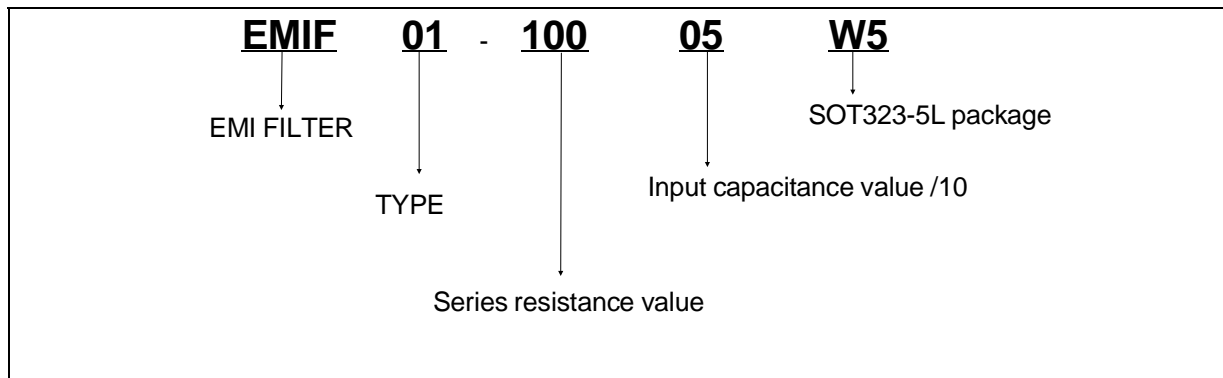 EMIF 01 - 100 05 W5
EMI FILTER
SOT323-5L package
TYPE
Input capacitance value /10
Series resistance value